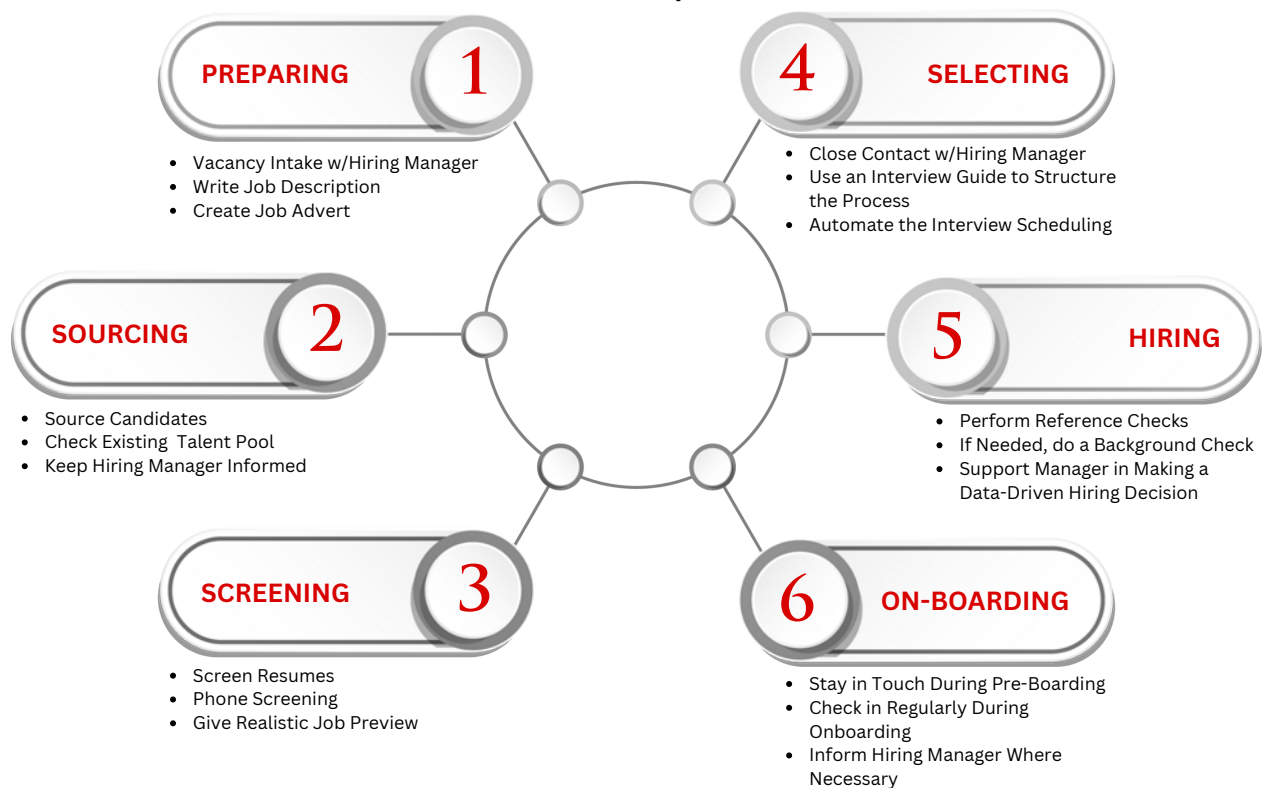 1
PREPARING
• Vacancy Intake w/Hiring Manager
• Write Job Description
• Create Job Advert
2
SOURCING
• Source Candidates
• Check Existing  Talent Pool
• Keep Hiring Manager Informed
3
SCREENING
• Screen Resumes
• Phone Screening
• Give Realistic Job Preview
4
SELECTING
• Close Contact w/Hiring Manager
• Use an Interview Guide to Structure
the Process
• Automate the Interview Scheduling
5
HIRING
• Perform Reference Checks
• If Needed, do a Background Check
• Support Manager in Making a
Data-Driven Hiring Decision
6
ON-BOARDING
• Stay in Touch During Pre-Boarding
• Check in Regularly During
Onboarding
• Inform Hiring Manager Where
Necessary